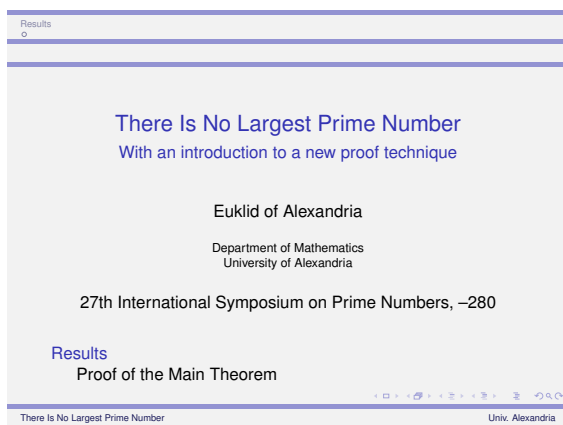 Results
There Is No Largest Prime Number
With an introduction to a new proof technique
Euklid of Alexandria
Department of Mathematics
University of Alexandria
27th International Symposium on Prime Numbers, –280
Results
Proof of the Main Theorem
There Is No Largest Prime Number Univ. Alexandria